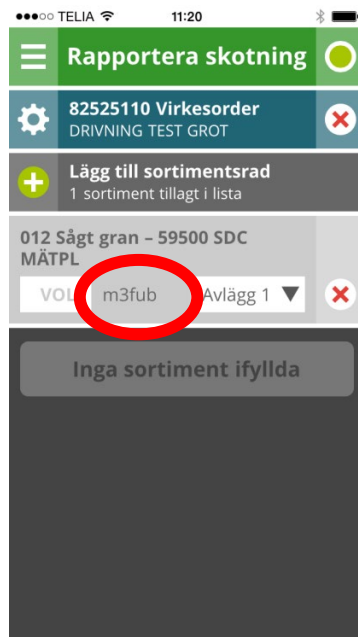 TELIA 11:20
Rapportera skotning
82525110 Virkesorder
DRIVNING TEST GROT
Lägg till sortimentsrad
1 sortiment tillagt i lista
012 Sågt gran – 59500 SDC
MÄTPL
m3fub Avlägg 1
Inga sortiment ifyllda